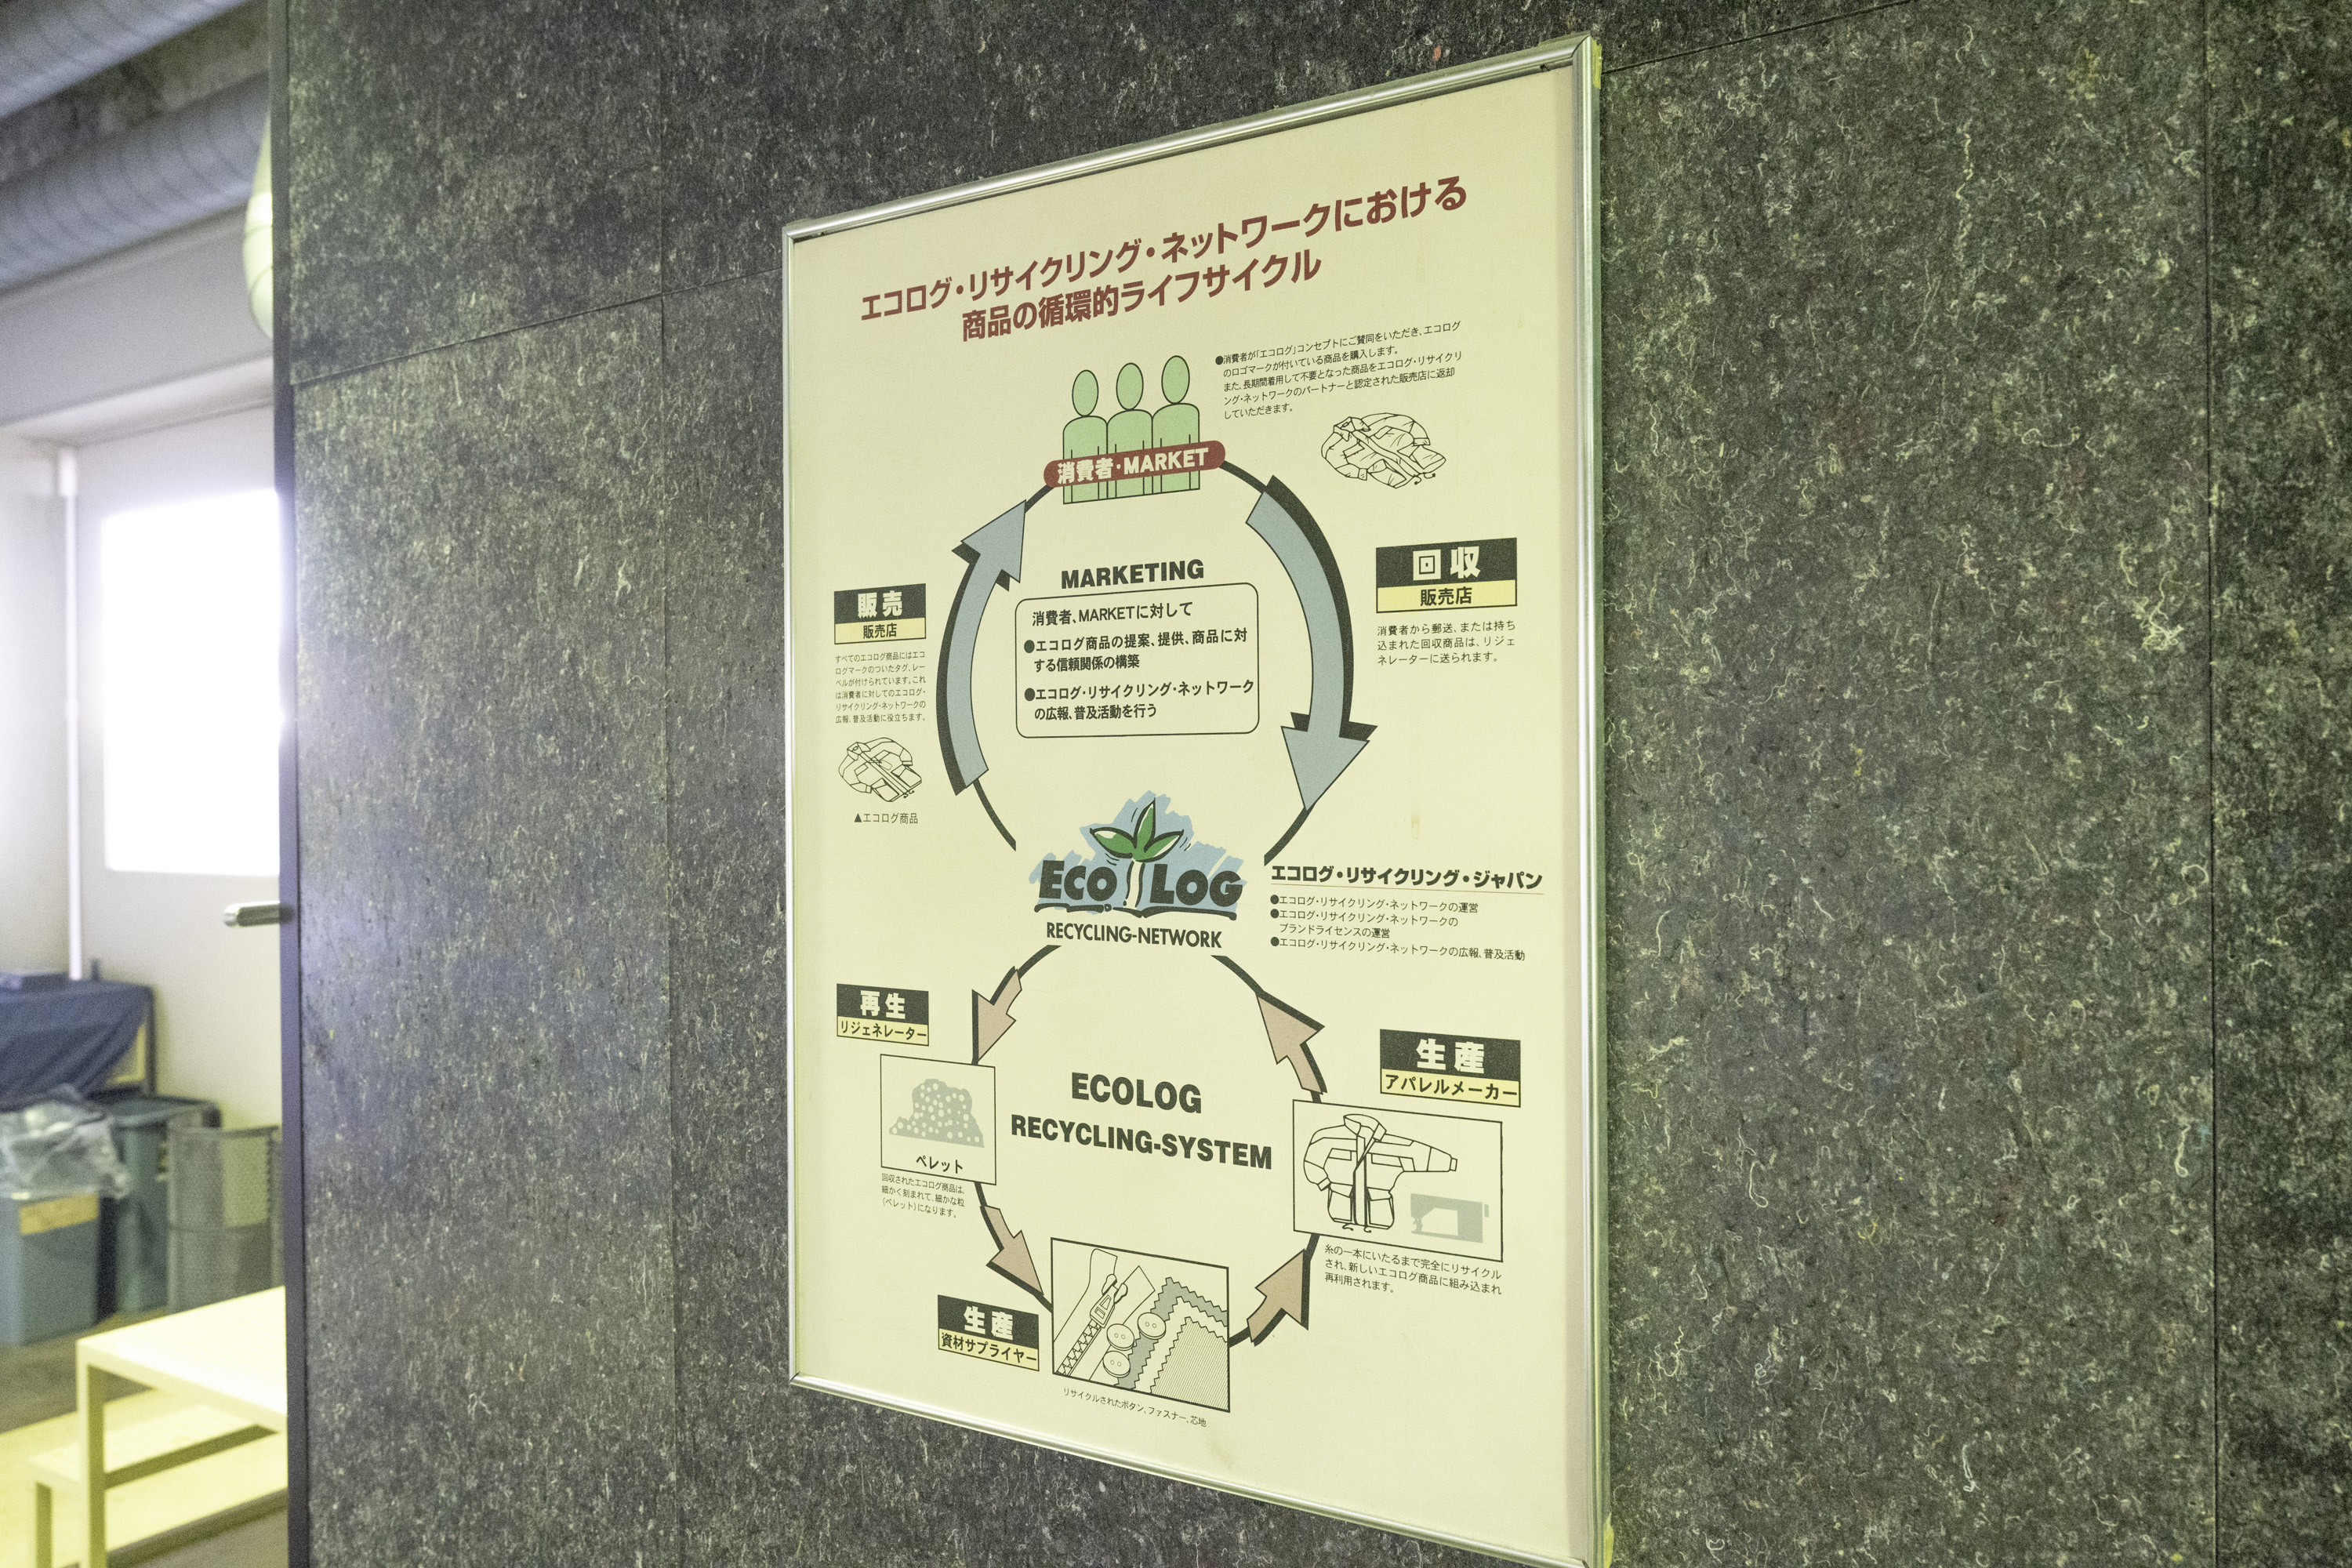 エコログ・リサイクリング・ネットワークにおける
商品の循環的ライフサイクル
●消費者が「エコログ」コンセプトにご賛同をいただき、エコログ
のロゴマークが付いている商品を購入します。
また、長期間着用して不要となった商品をエコログ・リサイクリ
ング・ネットワークのパートナーと認定された販売店に返却
していただきます。
消費者・MARKET
回収
販売店
消費者から郵送、または持ち
込まれた回収商品は、リジェ
ネレーターに送られます。
MARKETING
消費者、MARKETに対して
●エコログ商品の提案、提供、商品に対
する信頼関係の構築
●エコログ・リサイクリング・ネットワーク
の広報、普及活動を行う
販売
販売店
すべてのエコログ商品にはエコ
ログマークのついたタグ、レー
ベルが付けられています。これ
は消費者に対してのエコログ・
リサイクリング・ネットワークの
広報、普及活動に役立ちます。
▲エコログ商品
ECO LOG
RECYCLING-NETWORK
エコログ・リサイクリング・ジャパン
●エコログ・リサイクリング・ネットワークの運営
●エコログ・リサイクリング・ネットワークの
ブランドライセンスの運営
●エコログ・リサイクリング・ネットワークの広報、普及活動
再生
リジェネレーター
ペレット
回収されたエコログ商品は、
細かく刻まれて、細かな粒
(ペレット)になります。
ECOLOG
RECYCLING-SYSTEM
生産
アパレルメーカー
糸の一本にいたるまで完全にリサイクル
され、新しいエコログ商品に組み込まれ
再利用されます。
生産
資材サプライヤー
リサイクルされたボタン、ファスナー、芯地